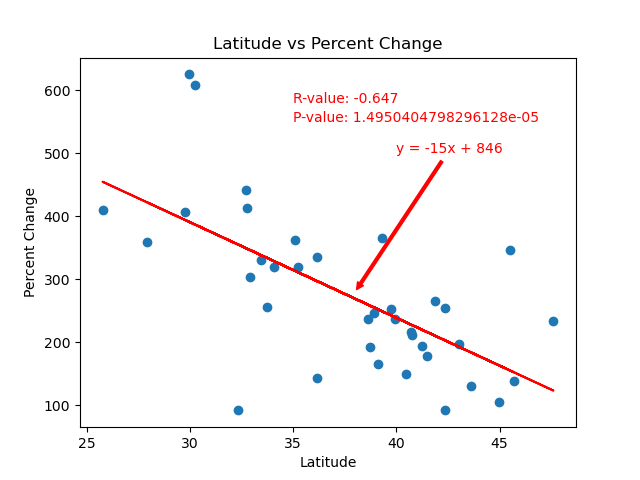 Latitude vs Percent Change
600
500
400
300
200
100
Percent Change
R-value: -0.647
P-value: 1.4950404798296128e-05
y = -15x + 846
25
30
35
40
45
Latitude